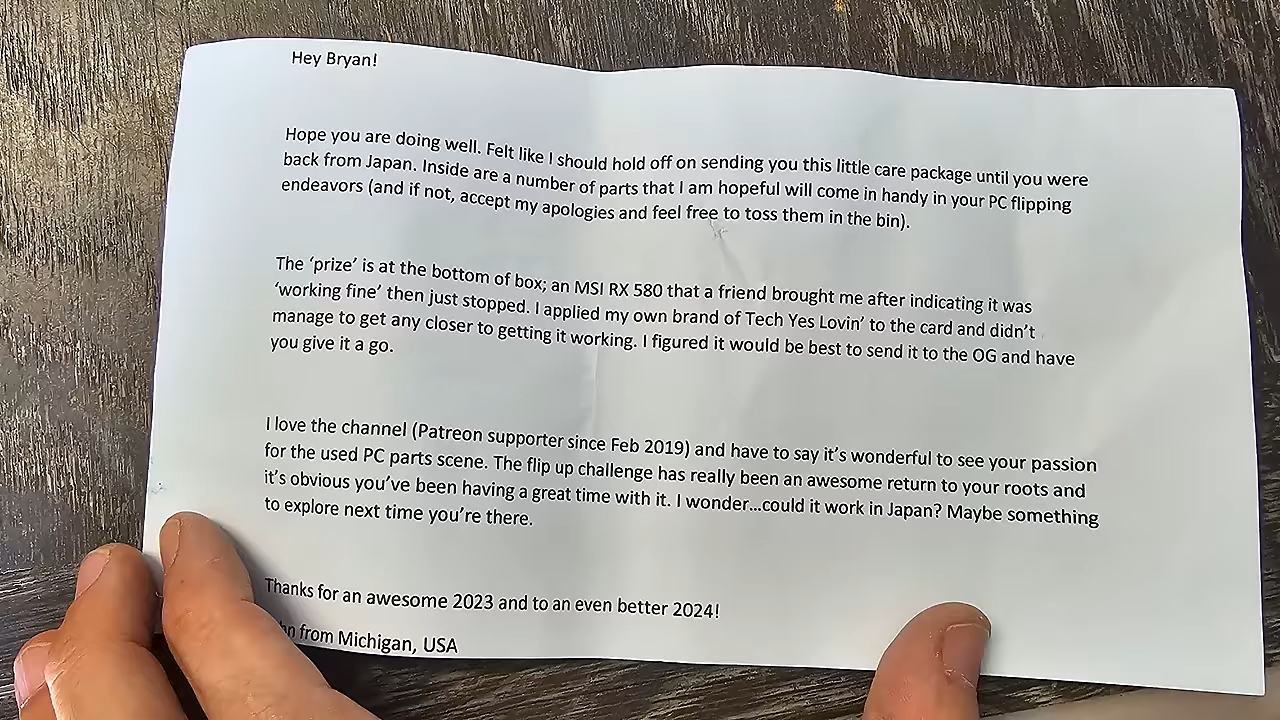 Hey Bryan!
Hope you are doing well. Felt like I should hold off on sending you this little care package until you were
back from Japan. Inside are a number of parts that I am hopeful will come in handy in your PC flipping
endeavors (and if not, accept my apologies and feel free to toss them in the bin).
The ‘prize’ is at the bottom of box; an MSI RX 580 that a friend brought me after indicating it was
‘working fine’ then just stopped. I applied my own brand of Tech Yes Lovin’ to the card and didn’t
manage to get any closer to getting it working. I figured it would be best to send it to the OG and have
you give it a go.
I love the channel (Patreon supporter since Feb 2019) and have to say it’s wonderful to see your passion
for the used PC parts scene. The flip up challenge has really been an awesome return to your roots and
it’s obvious you’ve been having a great time with it. I wonder…could it work in Japan? Maybe something
to explore next time you’re there.
Thanks for an awesome 2023 and to an even better 2024!
from Michigan, USA